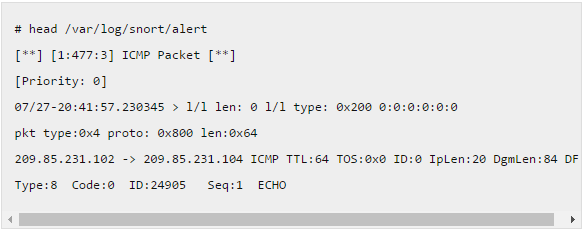 # head /var/log/snort/alert
[**] [1:477:3] ICMP Packet [**]
[Priority: 0]
07/27-20:41:57.230345 > l/l len: 0 l/l type: 0x200 0:0:0:0:0:0
pkt type:0x4 proto: 0x800 len:0x64
209.85.231.102 -> 209.85.231.104 ICMP TTL:64 TOS:0x0 ID:0 IpLen:20 DgmLen:84 DF
Type:8  Code:0  ID:24905   Seq:1  ECHO